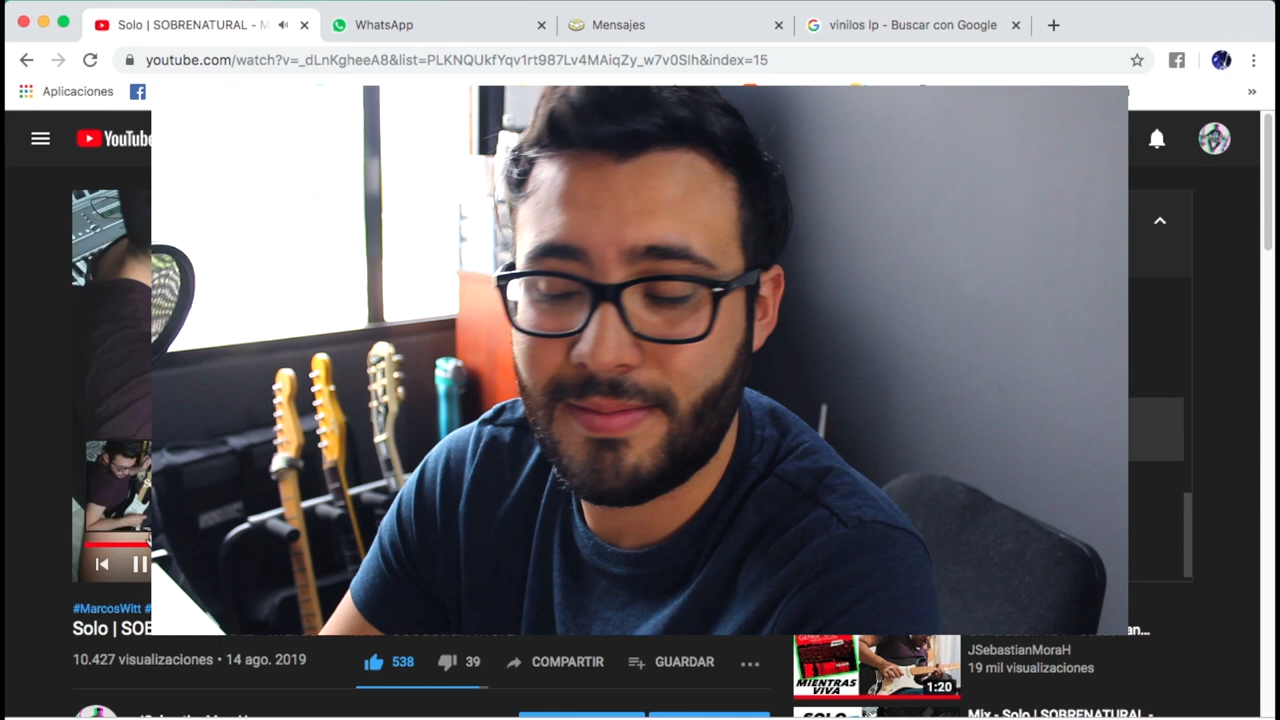 Solo | SOBRENATURAL - M
WhatsApp
Mensajes
vinilos lp - Buscar con Google
youtube.com/watch?v=_dLnKgheeA8&list=PLKNQUkfYqv1rt987Lv4MAiqZy_w7v0Slh&index=15
Aplicaciones
YouTube
#MarcosWitt #
Solo | SOB
10.427 visualizaciones • 14 ago. 2019
538
39
COMPARTIR
GUARDAR
an...
JSebastianMoraH
19 mil visualizaciones
MIENTRAS
VIVA
1:20
Mix - Solo | SOBRENATURAL -